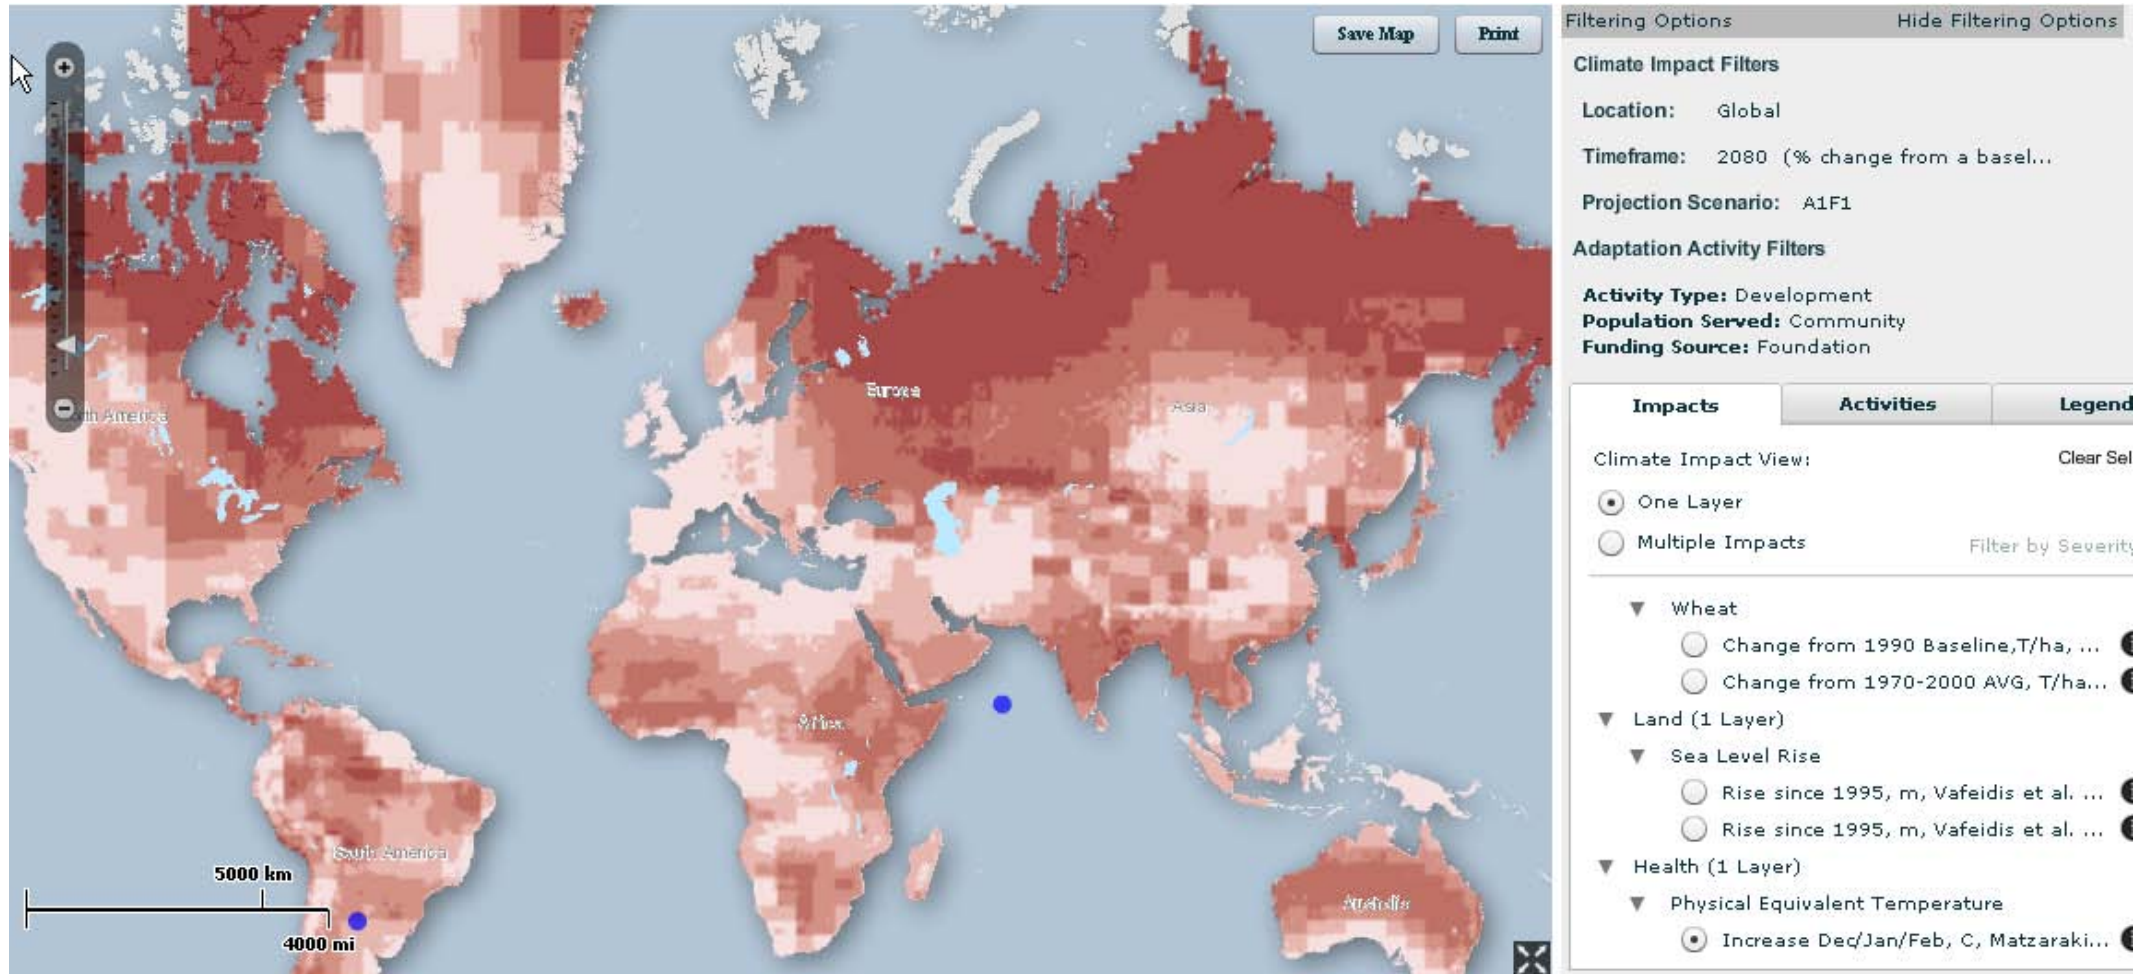 Save Map
Print
Europe
Asia
th America
Africa
South America
Australia
5000 km
4000 mi
Filtering Options Hide Filtering Options
Climate Impact Filters
Location: Global
Timeframe: 2080 (% change from a basel...
Projection Scenario: A1F1
Adaptation Activity Filters
Activity Type: Development
Population Served: Community
Funding Source: Foundation
Impacts Activities Legend
Climate Impact View: Clear Sel
One Layer
Multiple Impacts Filter by Severity
Wheat
Change from 1990 Baseline,T/ha, ...
Change from 1970-2000 AVG, T/ha...
Land (1 Layer)
Sea Level Rise
Rise since 1995, m, Vafeidis et al. ...
Rise since 1995, m, Vafeidis et al. ...
Health (1 Layer)
Physical Equivalent Temperature
Increase Dec/Jan/Feb, C, Matzaraki...